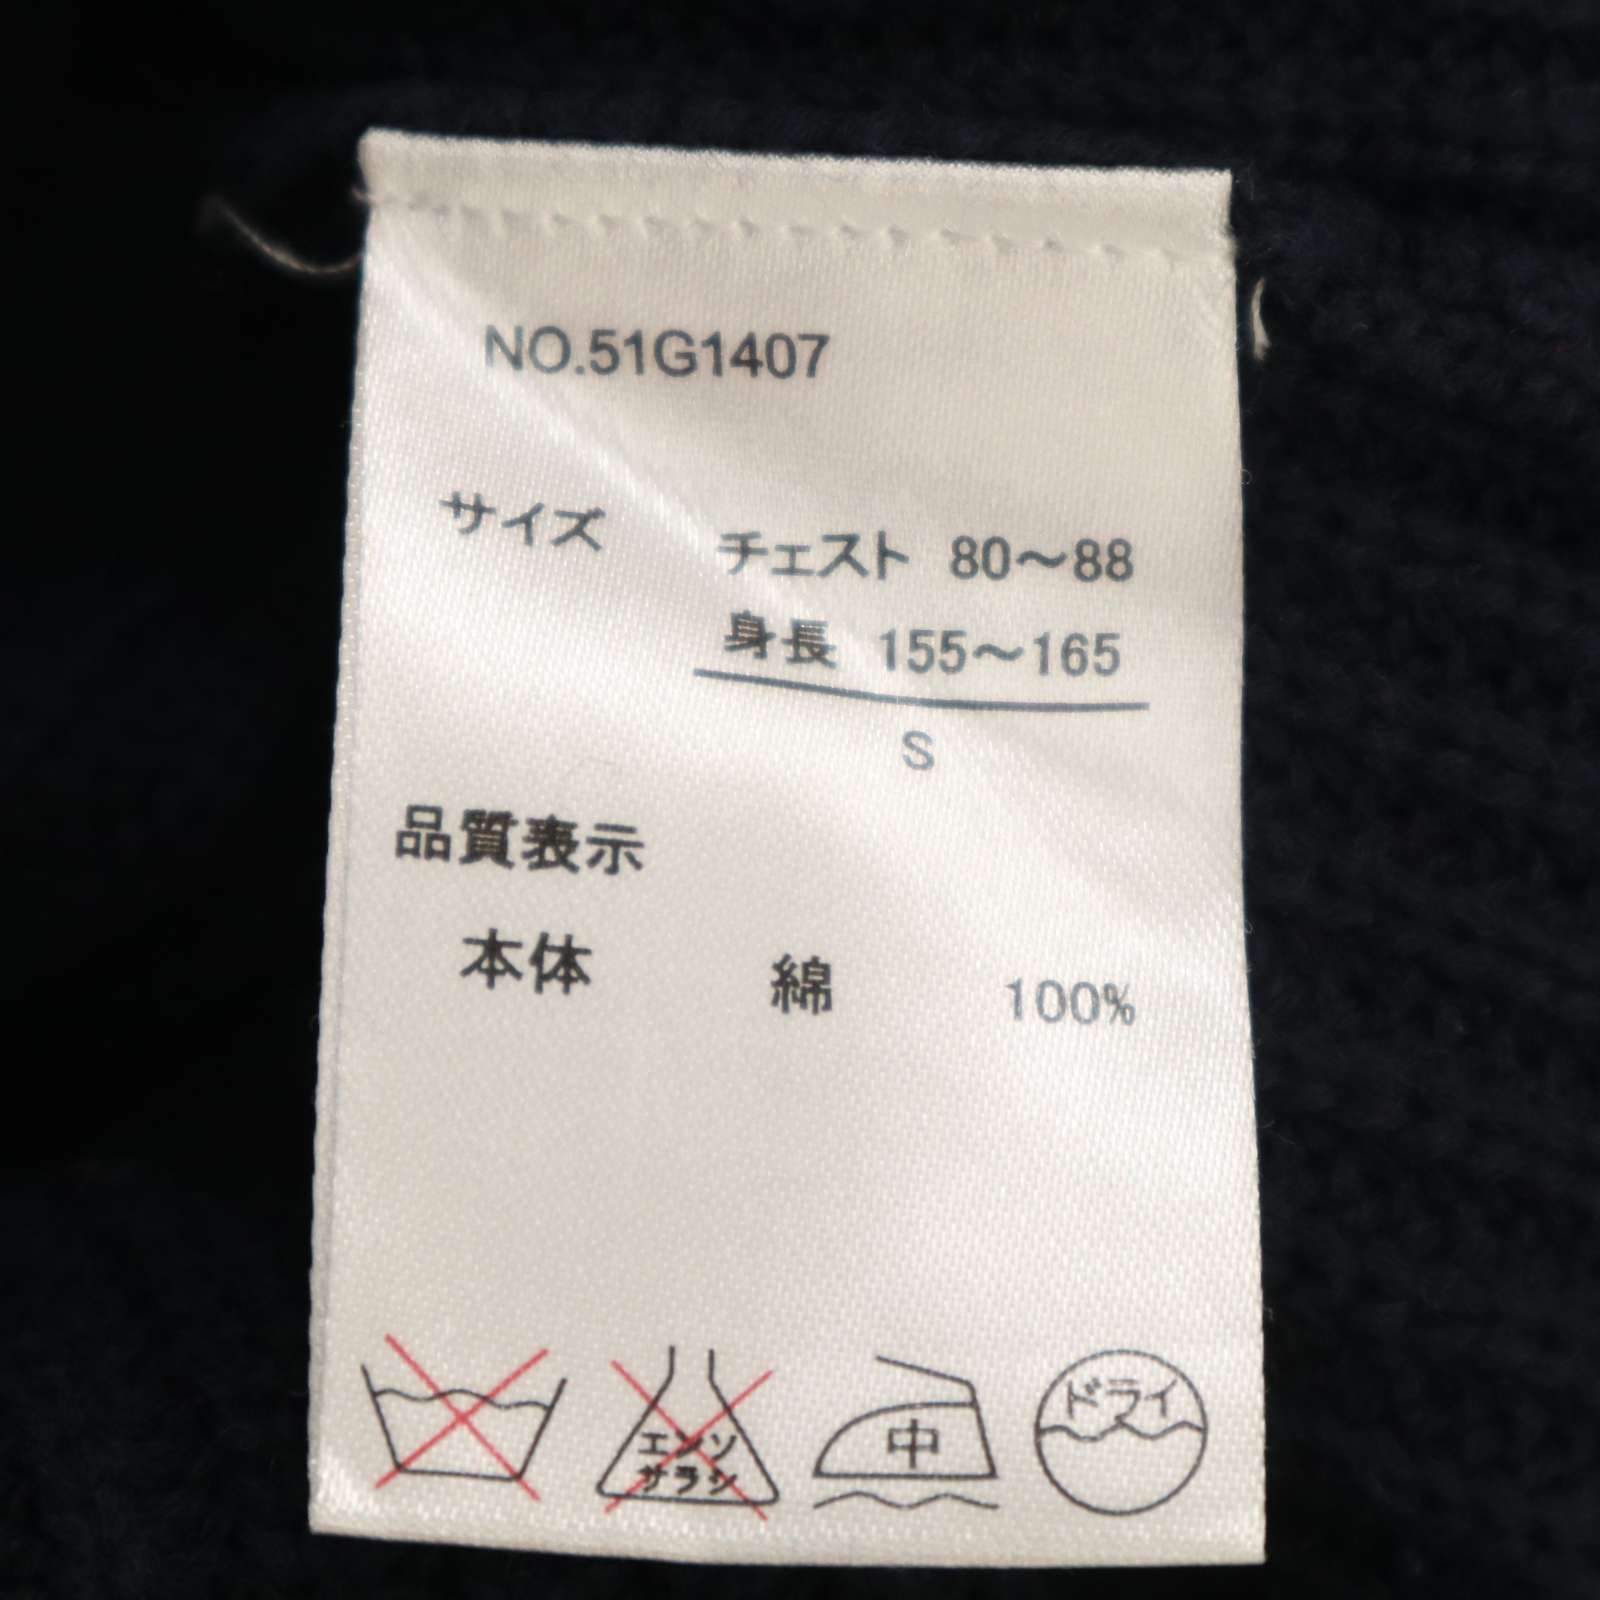 NO.51G1407
サイズ チェスト 80～88
身長 155～165
S
品質表示
本体 綿 100%
エンソ
サラシ
中
ドライ